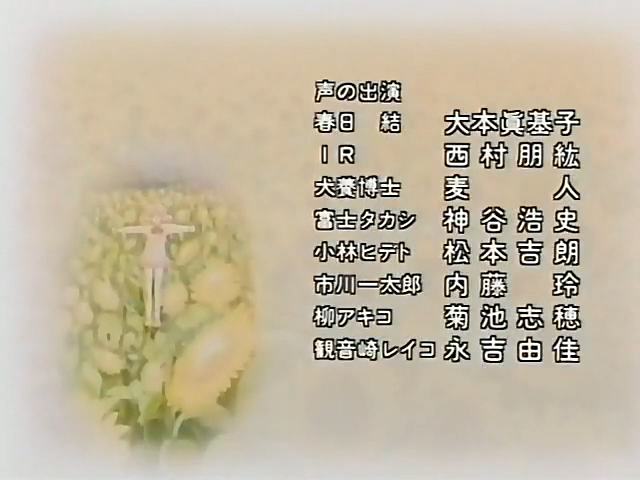 声の出演
春日 結 大本眞基子
IR 西村朋紘
犬養博士 麦人
富士タカシ 神谷浩史
小林ヒデト 松本吉朗
市川一太郎 内藤玲
柳アキコ 菊池志穂
観音崎レイコ 永吉由佳